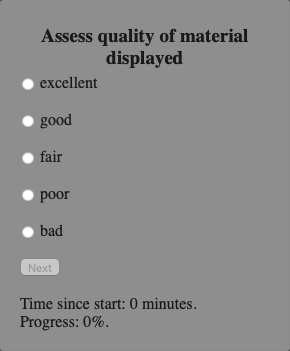 Assess quality of material
displayed
excellent
good
fair
poor
bad
Next
Time since start: 0 minutes.
Progress: 0%.